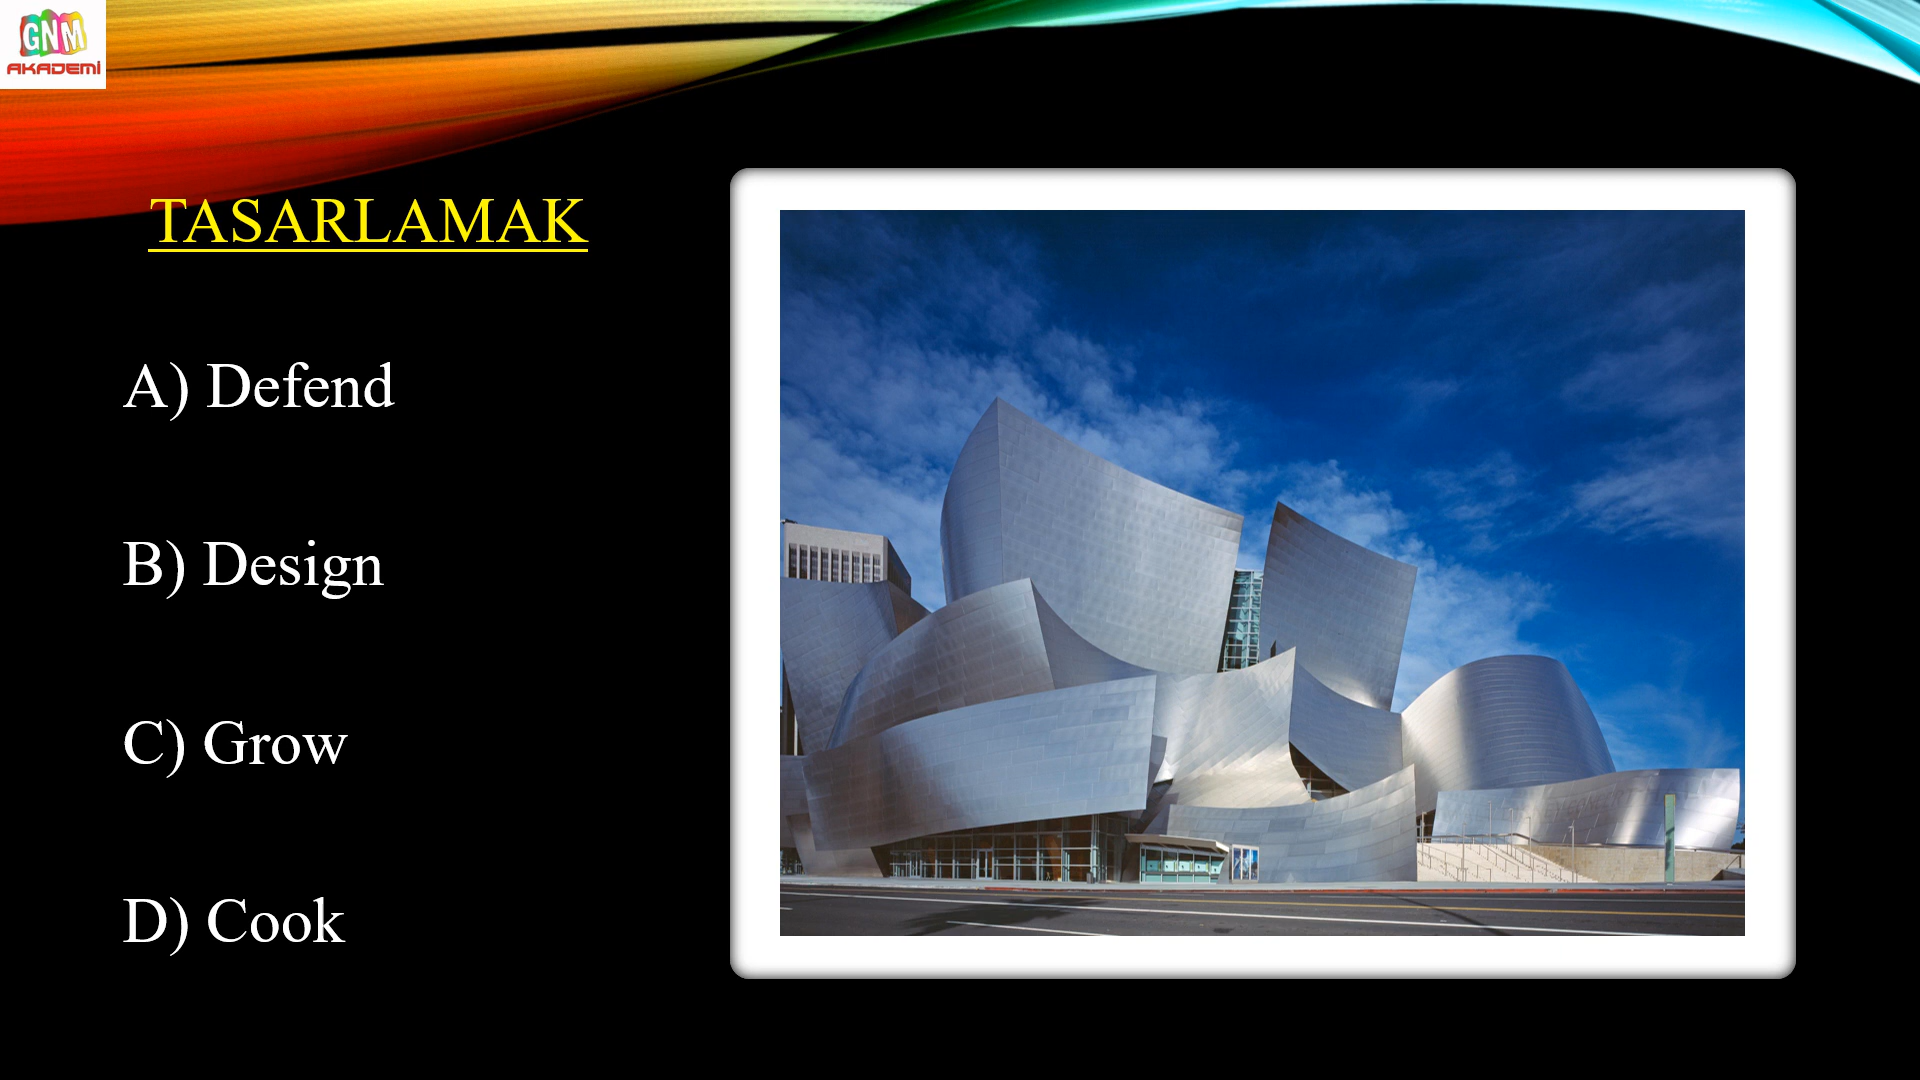 GNM
AKADEMİ
TASARLAMAK
A) Defend
B) Design
C) Grow
D) Cook